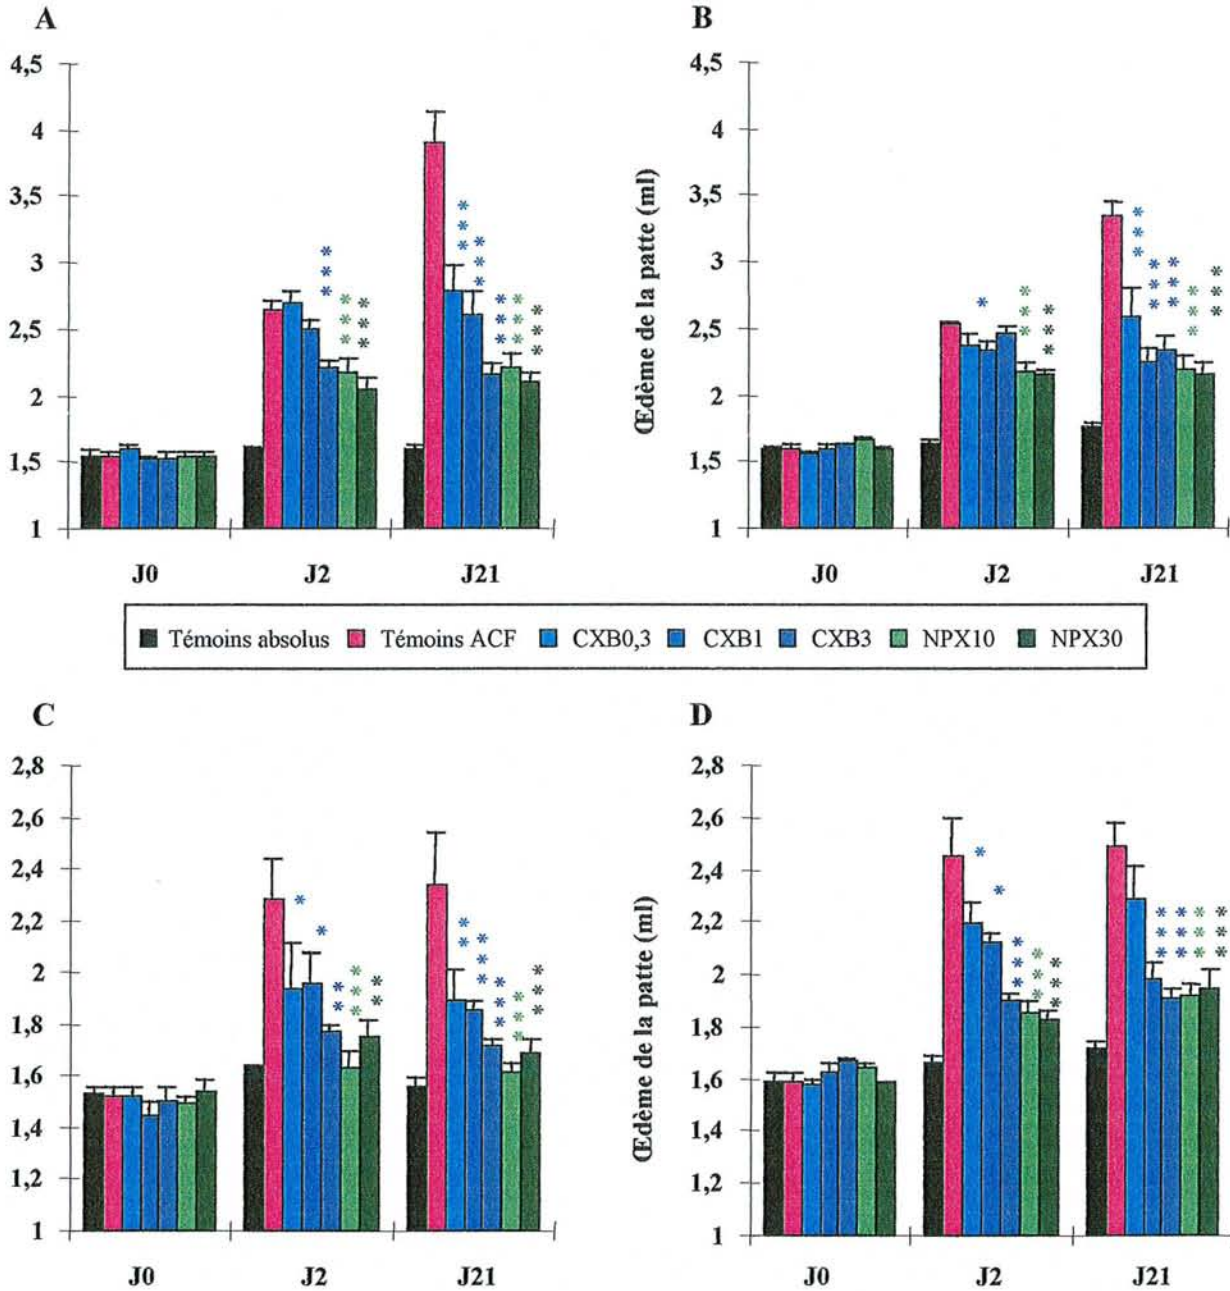 A
4,5
4
3,5
3
2,5
2
1,5
1
J0 J2 J21
* * *
* * *
* * *
* * *
* * *
* * *
* * *
* * *
B
Œdème de la patte (ml)
4,5
4
3,5
3
2,5
2
1,5
1
J0 J2 J21
*
* * *
* * *
* * *
* * *
* * *
* * *
* * *
Témoins absolus Témoins ACF CXB0,3 CXB1 CXB3 NPX10 NPX30
C
2,8
2,6
2,4
2,2
2
1,8
1,6
1,4
1,2
1
J0 J2 J21
*
*
* *
* * *
* *
* *
* * *
* * *
* * *
* * *
D
Œdème de la patte (ml)
2,8
2,6
2,4
2,2
2
1,8
1,6
1,4
1,2
1
J0 J2 J21
*
*
* * *
* * *
* * *
* * *
* * *
* * *
* * *